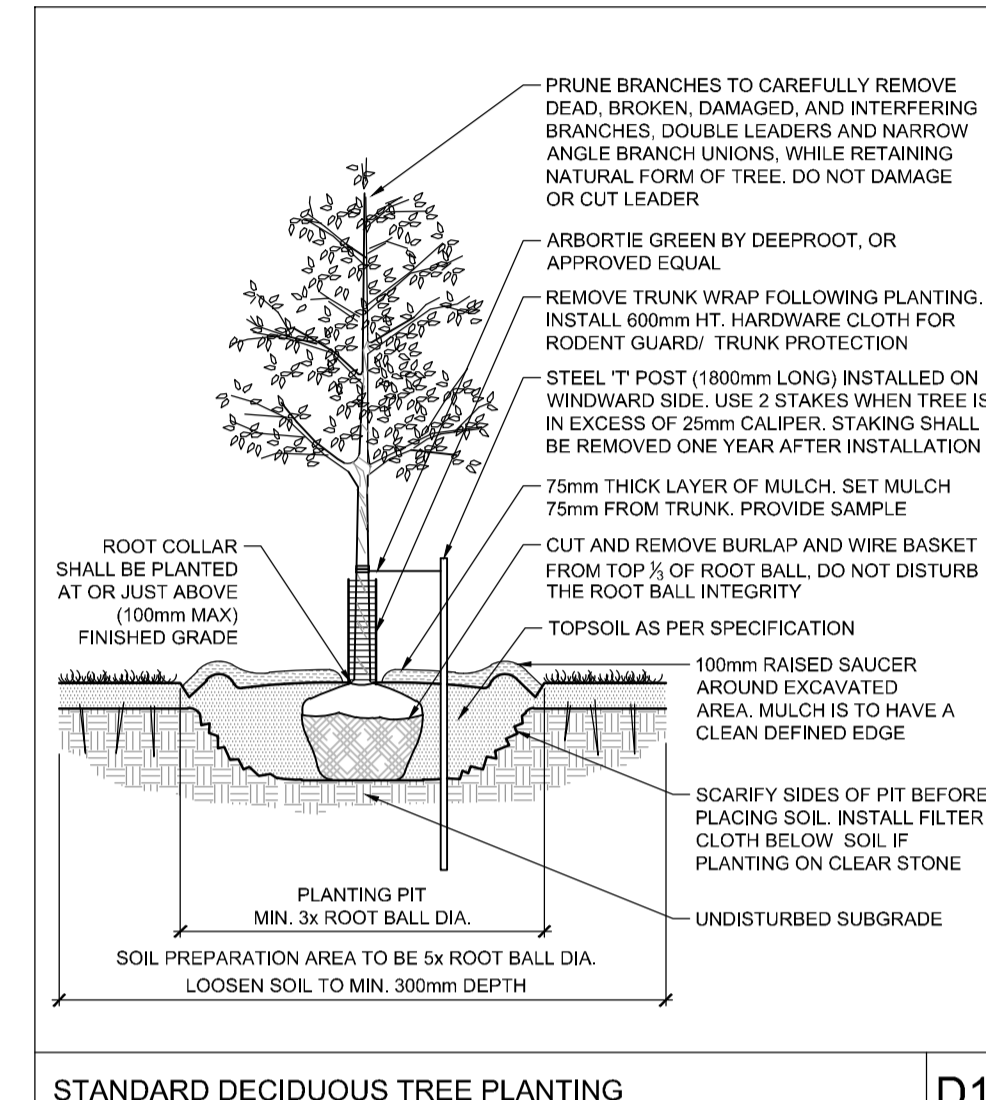 PRUNE BRANCHES TO CAREFULLY REMOVE
DEAD, BROKEN, DAMAGED, AND INTERFERING
BRANCHES, DOUBLE LEADERS AND NARROW
ANGLE BRANCH UNIONS, WHILE RETAINING
NATURAL FORM OF TREE. DO NOT DAMAGE
OR CUT LEADER
ARBORTIE GREEN BY DEEPROOT, OR
APPROVED EQUAL
REMOVE TRUNK WRAP FOLLOWING PLANTING.
INSTALL 600mm HT. HARDWARE CLOTH FOR
RODENT GUARD/ TRUNK PROTECTION
STEEL 'T' POST (1800mm LONG) INSTALLED ON
WINDWARD SIDE. USE 2 STAKES WHEN TREE IS
IN EXCESS OF 25mm CALIPER. STAKING SHALL
BE REMOVED ONE YEAR AFTER INSTALLATION
75mm THICK LAYER OF MULCH. SET MULCH
75mm FROM TRUNK. PROVIDE SAMPLE
CUT AND REMOVE BURLAP AND WIRE BASKET
FROM TOP ⅓ OF ROOT BALL, DO NOT DISTURB
THE ROOT BALL INTEGRITY
TOPSOIL AS PER SPECIFICATION
100mm RAISED SAUCER
AROUND EXCAVATED
AREA. MULCH IS TO HAVE A
CLEAN DEFINED EDGE
SCARIFY SIDES OF PIT BEFORE
PLACING SOIL. INSTALL FILTER
CLOTH BELOW SOIL IF
PLANTING ON CLEAR STONE
UNDISTURBED SUBGRADE
ROOT COLLAR
SHALL BE PLANTED
AT OR JUST ABOVE
(100mm MAX)
FINISHED GRADE
PLANTING PIT
MIN. 3x ROOT BALL DIA.
SOIL PREPARATION AREA TO BE 5x ROOT BALL DIA.
LOOSEN SOIL TO MIN. 300mm DEPTH
STANDARD DECIDUOUS TREE PLANTING
D1